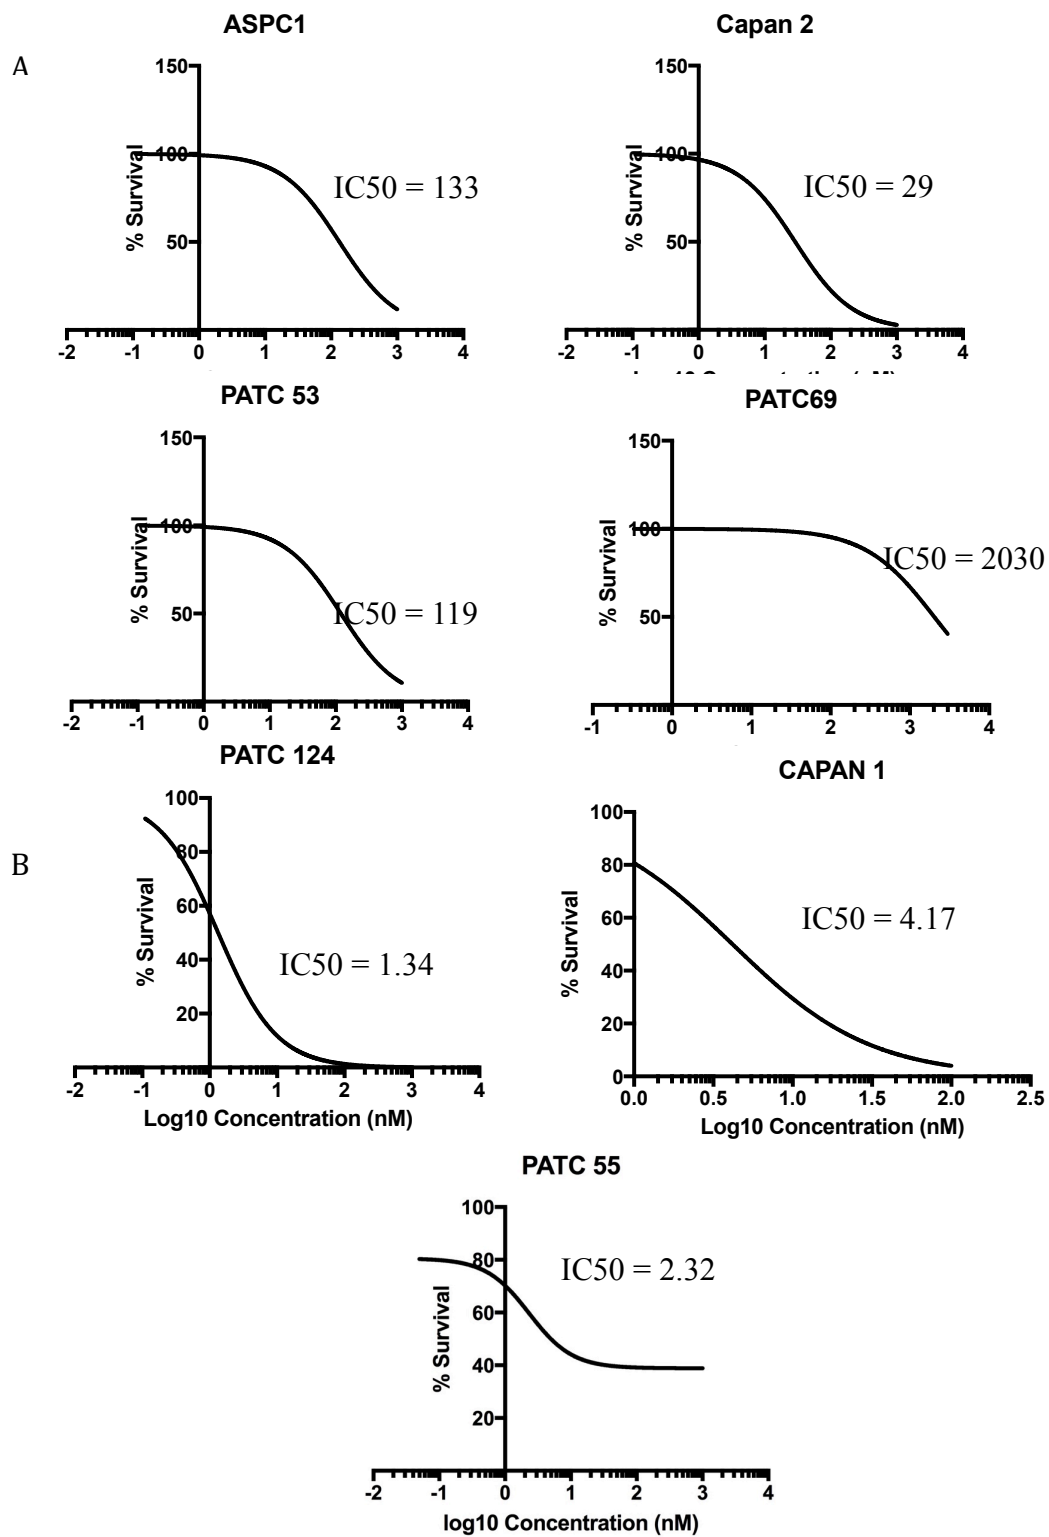 A
ASPC1
% Survival
150
100
50
IC50 = 133
-2 -1 0 1 2 3 4
Capan 2
% Survival
150
100
50
IC50 = 29
-2 -1 0 1 2 3 4
PATC 53
% Survival
150
100
50
IC50 = 119
-2 -1 0 1 2 3 4
PATC69
% Survival
150
100
50
IC50 = 2030
-1 0 1 2 3 4
B
PATC 124
% Survival
100
80
60
40
20
IC50 = 1.34
-2 -1 0 1 2 3 4
Log10 Concentration (nM)
CAPAN 1
% Survival
100
80
60
40
20
0
IC50 = 4.17
0.0 0.5 1.0 1.5 2.0 2.5
Log10 Concentration (nM)
PATC 55
% Survival
100
80
60
40
20
IC50 = 2.32
-2 -1 0 1 2 3 4
log10 Concentration (nM)